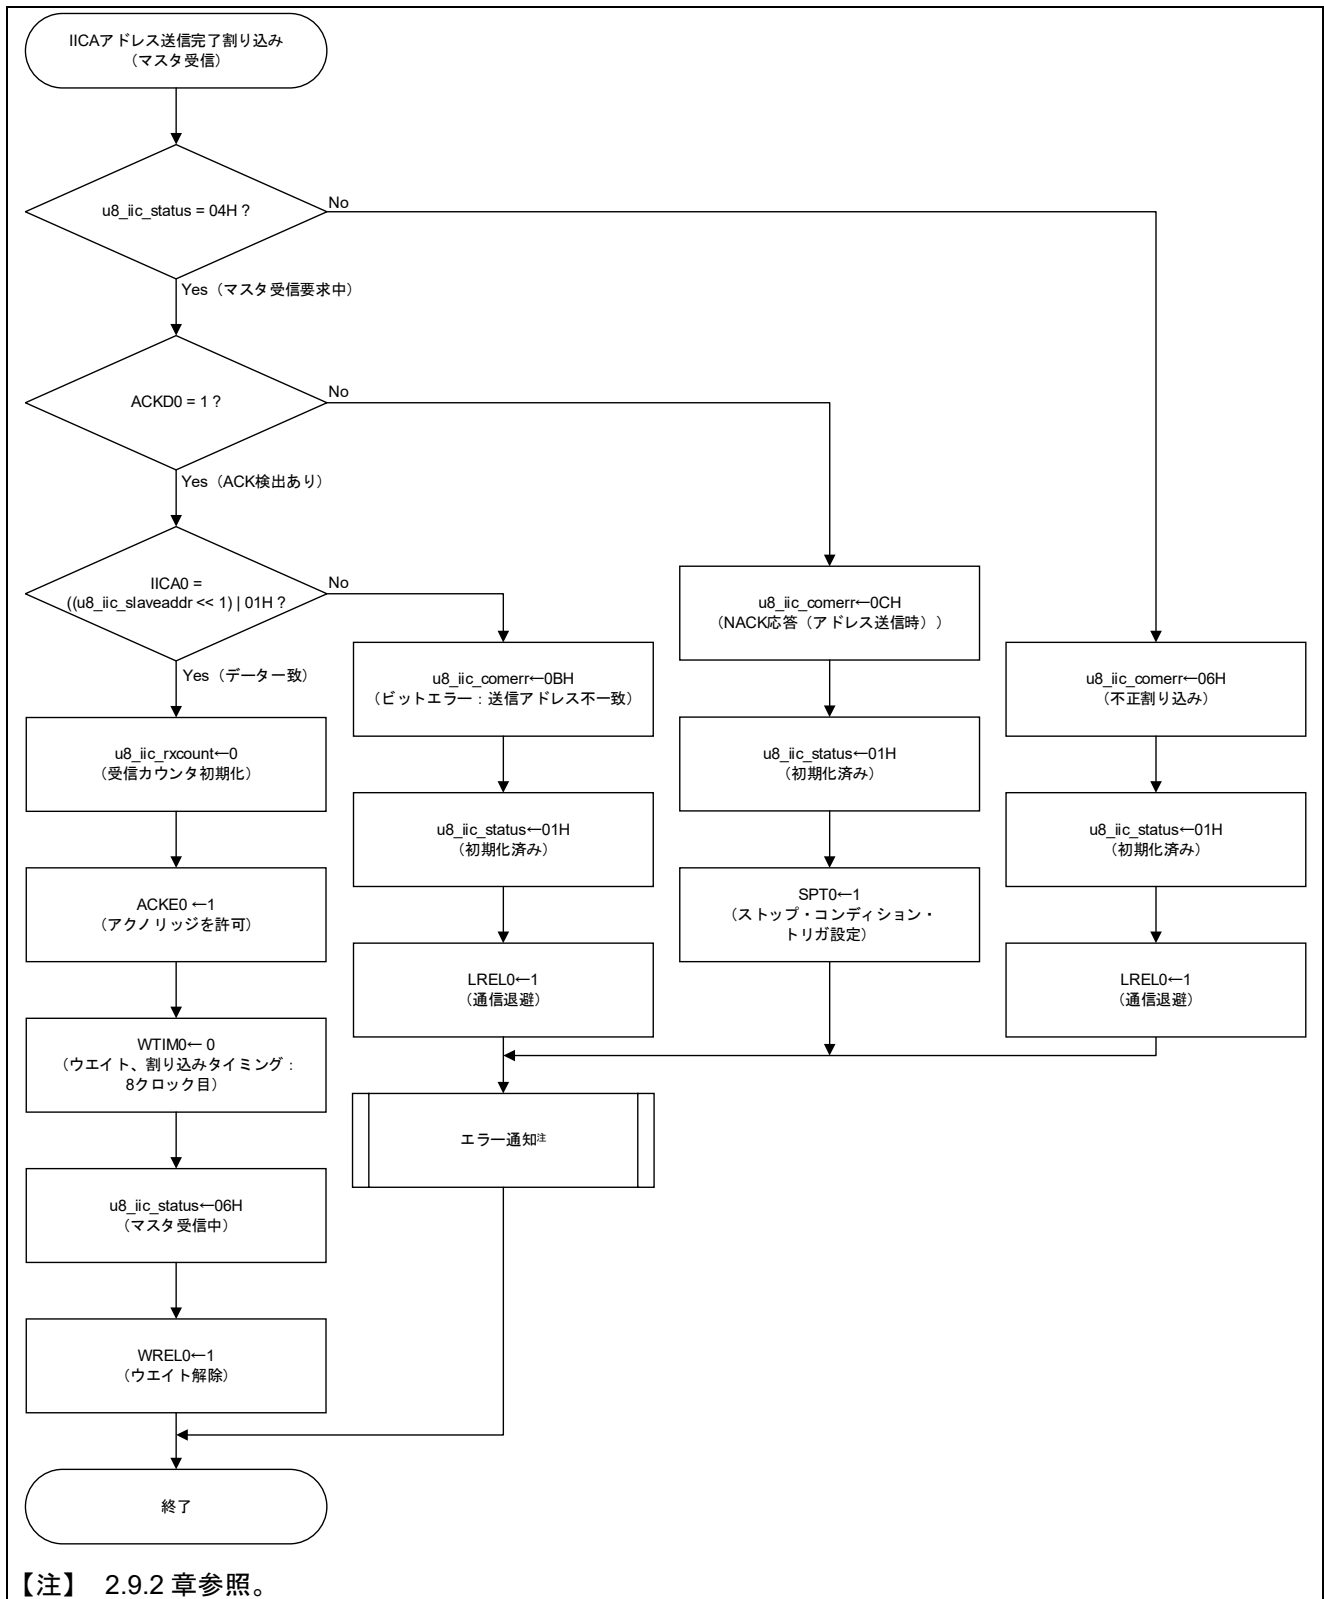 IICAアドレス送信完了割り込み
（マスタ受信）
u8_iic_status = 04H ?
No
Yes（マスタ受信要求中）
ACKD0 = 1 ?
No
Yes（ACK検出あり）
IICA0 =
((u8_iic_slaveaddr << 1) | 01H ?
No
Yes（データ一致）
u8_iic_rxcount←0
（受信カウンタ初期化）
ACKE0 ←1
（アクノリッジを許可）
WTIM0← 0
（ウエイト、割り込みタイミング：
8クロック目）
u8_iic_status←06H
（マスタ受信中）
WREL0←1
（ウエイト解除）
終了
u8_iic_comerr←0BH
（ビットエラー：送信アドレス不一致）
u8_iic_status←01H
（初期化済み）
LREL0←1
（通信退避）
エラー通知注
u8_iic_comerr←0CH
（NACK応答（アドレス送信時））
u8_iic_status←01H
（初期化済み）
SPT0←1
（ストップ・コンディション・
トリガ設定）
u8_iic_comerr←06H
（不正割り込み）
u8_iic_status←01H
（初期化済み）
LREL0←1
（通信退避）
【注】 2.9.2 章参照。